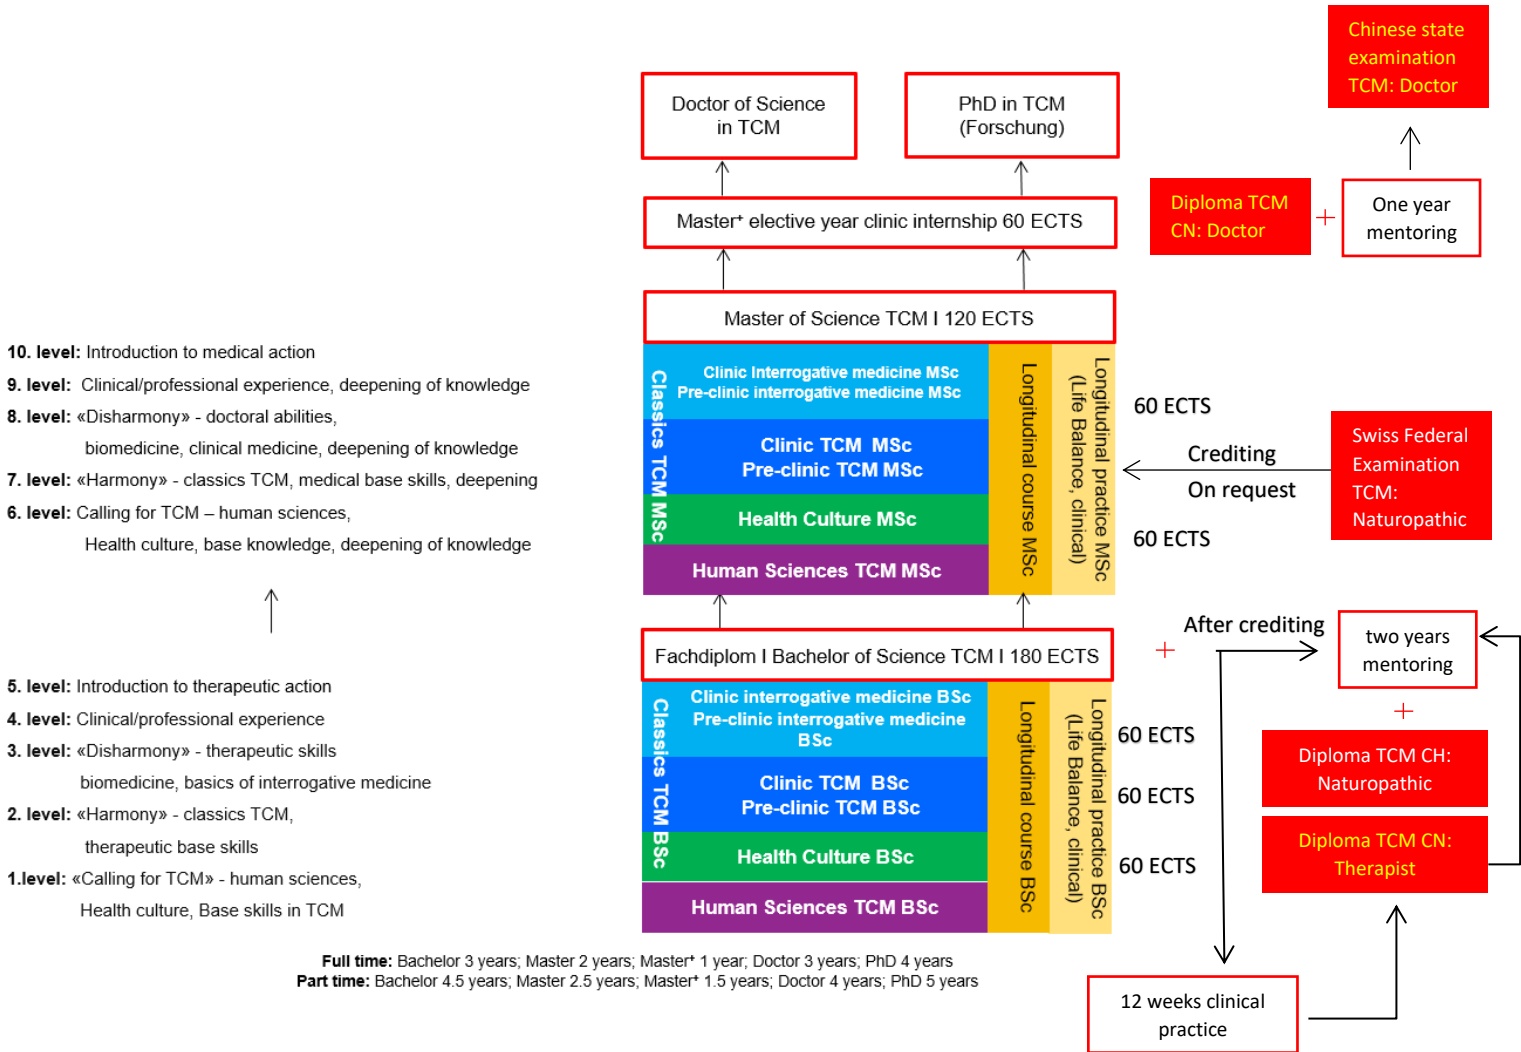 Chinese state
examination
TCM: Doctor
Doctor of Science
in TCM
PhD in TCM
(Forschung)
Master⁺ elective year clinic internship 60 ECTS
Diploma TCM
CN: Doctor
+
One year
mentoring
Master of Science TCM I 120 ECTS
10. level: Introduction to medical action
9. level: Clinical/professional experience, deepening of knowledge
8. level: «Disharmony» - doctoral abilities,
biomedicine, clinical medicine, deepening of knowledge
7. level: «Harmony» - classics TCM, medical base skills, deepening
6. level: Calling for TCM – human sciences,
Health culture, base knowledge, deepening of knowledge
Classics TCM MSc
Clinic Interrogative medicine MSc
Pre-clinic interrogative medicine MSc
Clinic TCM MSc
Pre-clinic TCM MSc
Health Culture MSc
Human Sciences TCM MSc
Longitudinal course MSc
Longitudinal practice MSc
(Life Balance, clinical)
60 ECTS
Crediting
On request
60 ECTS
Swiss Federal
Examination
TCM:
Naturopathic
Fachdiplom I Bachelor of Science TCM I 180 ECTS
+
After crediting
two years
mentoring
+
Diploma TCM CH:
Naturopathic
Diploma TCM CN:
Therapist
5. level: Introduction to therapeutic action
4. level: Clinical/professional experience
3. level: «Disharmony» - therapeutic skills
biomedicine, basics of interrogative medicine
2. level: «Harmony» - classics TCM,
therapeutic base skills
1.level: «Calling for TCM» - human sciences,
Health culture, Base skills in TCM
Classics TCM BSc
Clinic interrogative medicine BSc
Pre-clinic interrogative medicine
BSc
Clinic TCM BSc
Pre-clinic TCM BSc
Health Culture BSc
Human Sciences TCM BSc
Longitudinal course BSc
Longitudinal practice BSc
(Life Balance, clinical)
60 ECTS
60 ECTS
60 ECTS
Full time: Bachelor 3 years; Master 2 years; Master⁺ 1 year; Doctor 3 years; PhD 4 years
Part time: Bachelor 4.5 years; Master 2.5 years; Master⁺ 1.5 years; Doctor 4 years; PhD 5 years
12 weeks clinical
practice